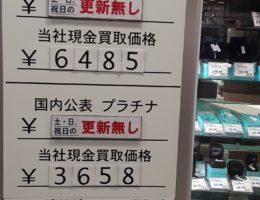 ¥ 土・日、祝日の 更新無し
当社現金買取価格
¥ 6485
国内公表 プラチナ
¥ 土・日、祝日の 更新無し
当社現金買取価格
¥ 3658